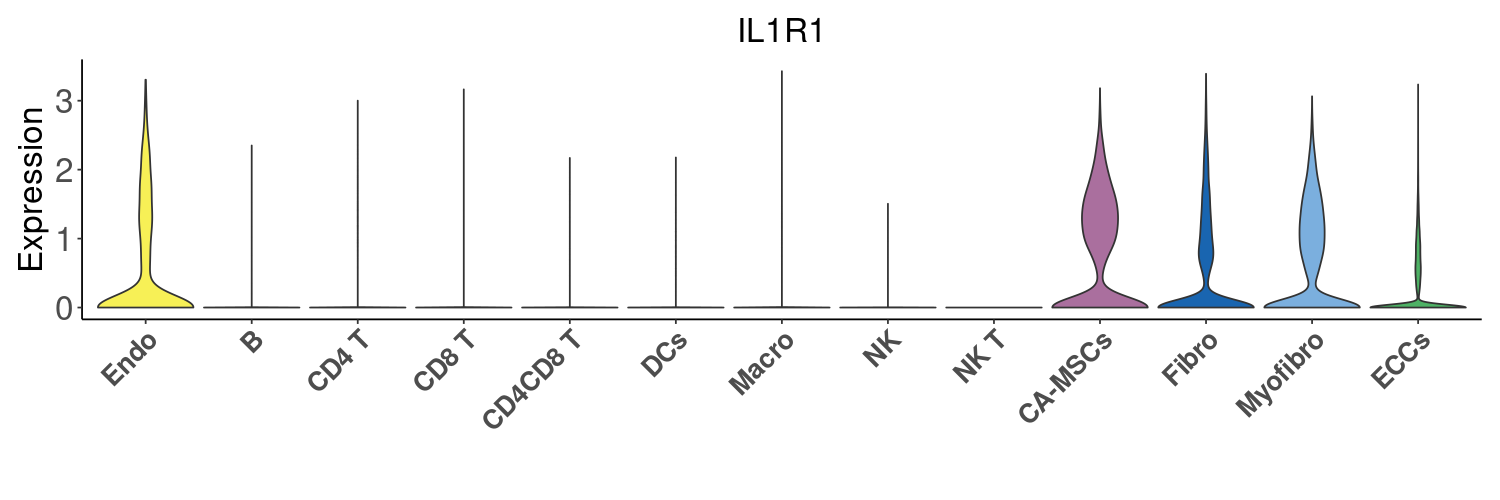 IL1R1
Expression
3
2
1
0
Endo
B
CD4 T
CD8 T
CD4CD8 T
DCs
Macro
NK
NK T
CA-MSCs
Fibro
Myofibro
ECCs